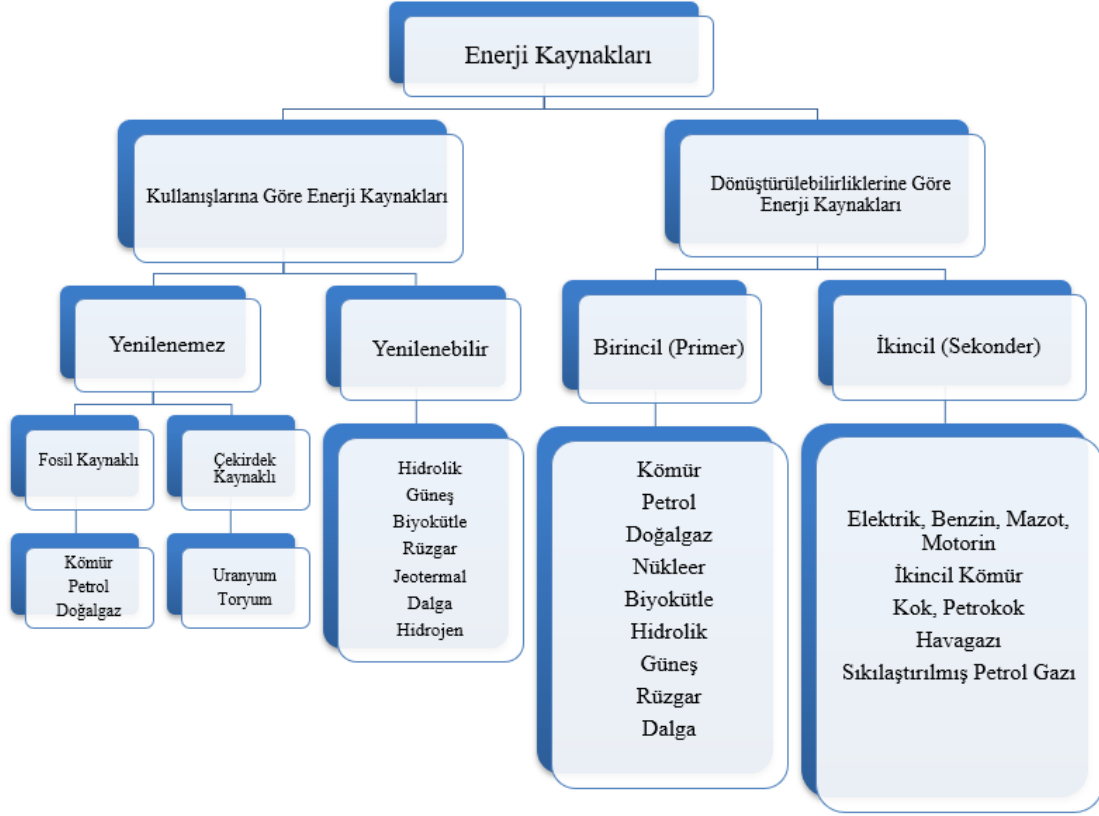 Enerji Kaynakları
Kullanışlarına Göre Enerji Kaynakları
Dönüştürülebilirliklerine Göre
Enerji Kaynakları
Yenilenemez
Yenilenebilir
Birincil (Primer)
İkincil (Sekonder)
Fosil Kaynaklı
Çekirdek
Kaynaklı
Kömür
Petrol
Doğalgaz
Uranyum
Toryum
Hidrolik
Güneş
Biyokütle
Rüzgar
Jeotermal
Dalga
Hidrojen
Kömür
Petrol
Doğalgaz
Nükleer
Biyokütle
Hidrolik
Güneş
Rüzgar
Dalga
Elektrik, Benzin, Mazot,
Motorin
İkincil Kömür
Kok, Petrokok
Havagazı
Sıkılaştırılmış Petrol Gazı